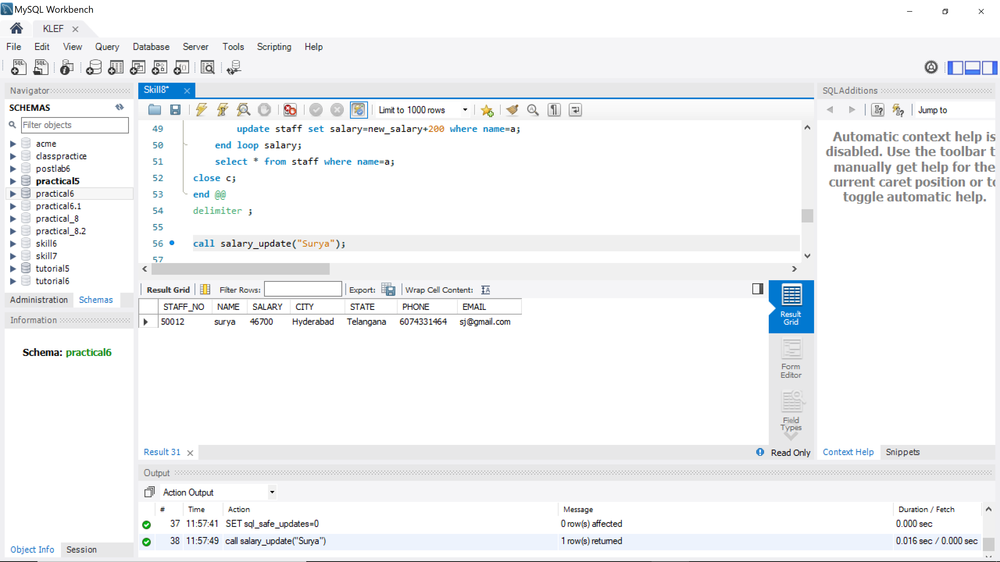 MySQL Workbench
KLEF
File Edit View Query Database Server Tools Scripting Help
Navigator
SCHEMAS
Filter objects
acme
classpractice
postlab6
practical5
practical6
practical6.1
practical_8
practical_8.2
skill6
skill7
tutorial5
tutorial6
Administration Schemas
Information
Schema: practical6
Object Info Session
Skill8*
Limit to 1000 rows
49 update staff set salary=new_salary+200 where name=a;
50 end loop salary;
51 select * from staff where name=a;
52 close c;
53 end @@
54 delimiter ;
55
56 call salary_update("Surya");
57
Result Grid Filter Rows: Export: Wrap Cell Content:
STAFF_NO NAME SALARY CITY STATE PHONE EMAIL
50012 surya 46700 Hyderabad Telangana 6074331464 sj@gmail.com
Result
Grid
Form
Editor
Field
Types
Result 31
Read Only
SQLAdditions
Jump to
Automatic context help is
disabled. Use the toolbar t
manually get help for the
current caret position or to
toggle automatic help.
Context Help Snippets
Output
Action Output
# Time Action Message Duration / Fetch
37 11:57:41 SET sql_safe_updates=0 0 row(s) affected 0.000 sec
38 11:57:49 call salary_update("Surya") 1 row(s) returned 0.016 sec / 0.000 sec